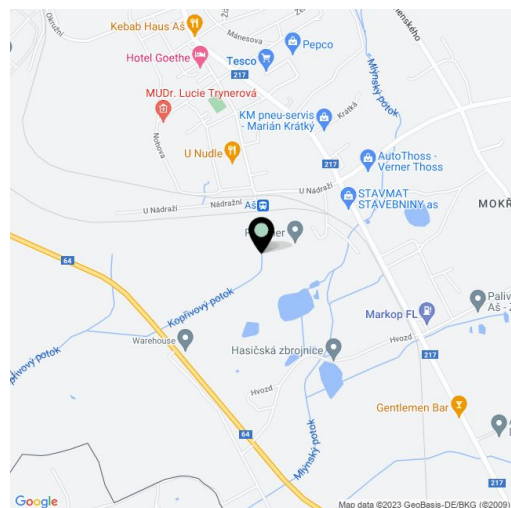 Okružní
Kebab Haus Aš
Mánesova
Hotel Goethe
Pepco
Tesco
217
MUDr. Lucie Trynerová
Mlýnský potok
KM pneu-servis
- Marián Krátký
Krátká
Nohova
U Nudle
AutoThoss -
Verner Thoss
U Nádraží
STAVMAT
STAVEBNINY as
Nádražní
U Nádraží
Aš
MOKŘ
64
Kopřivový potok
Markop FL
Paliv
Aš - Z
Warehouse
Hasičská zbrojnice
Hvozd
217
Hvozd
Gentlemen Bar
64
Mlýnský potok
217
Google
Map data ©2023 GeoBasis-DE/BKG (©2009)